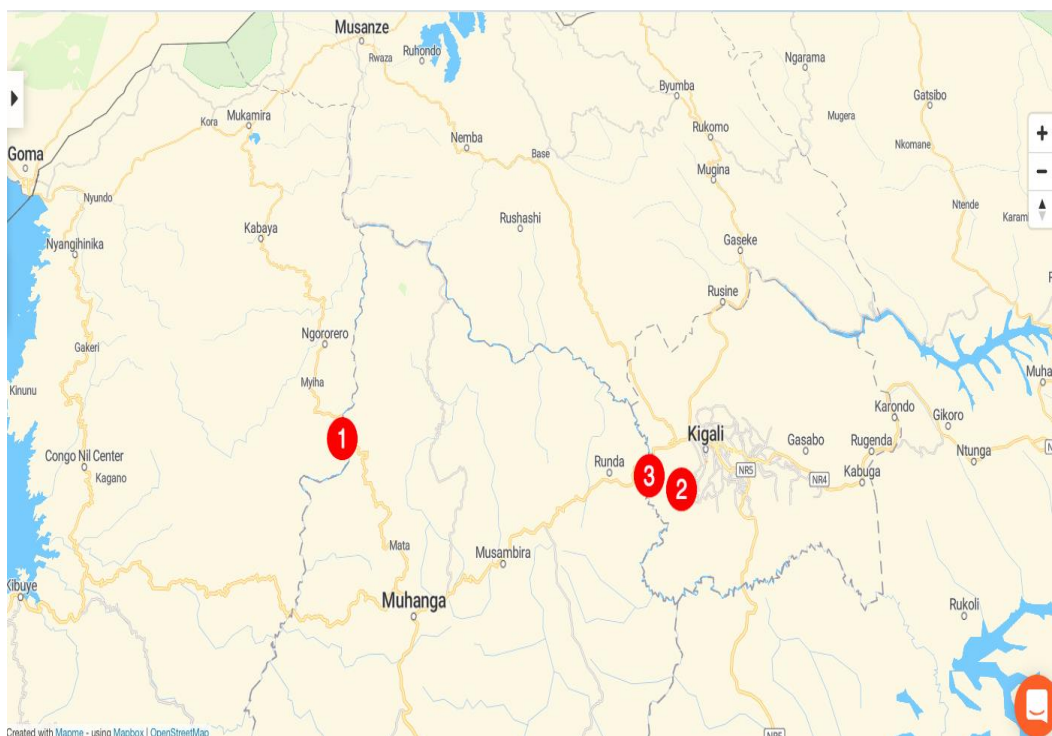 Musanze
Rwaza
Ruhondo
Ngarama
Byumba
Gatsibo
Mugera
Kora
Mukamira
Rukomo
Nkomane
Nemba
Base
Goma
Mugina
Nyundo
Ntende
Karam
Rushashi
Kabaya
Nyangihinika
Gaseke
Rusine
Ngororero
Gakeri
Muha
Myiha
Kinunu
Karondo
Gikoro
1
Kigali
Gasabo
Rugenda
Congo Nil Center
Runda
3
2
NR5
NR4
Kabuga
Ntunga
Kagano
Mata
Musambira
Kibuye
Muhanga
Rukoli
Created with Mapme - using Mapbox | OpenStreetMap
NR5